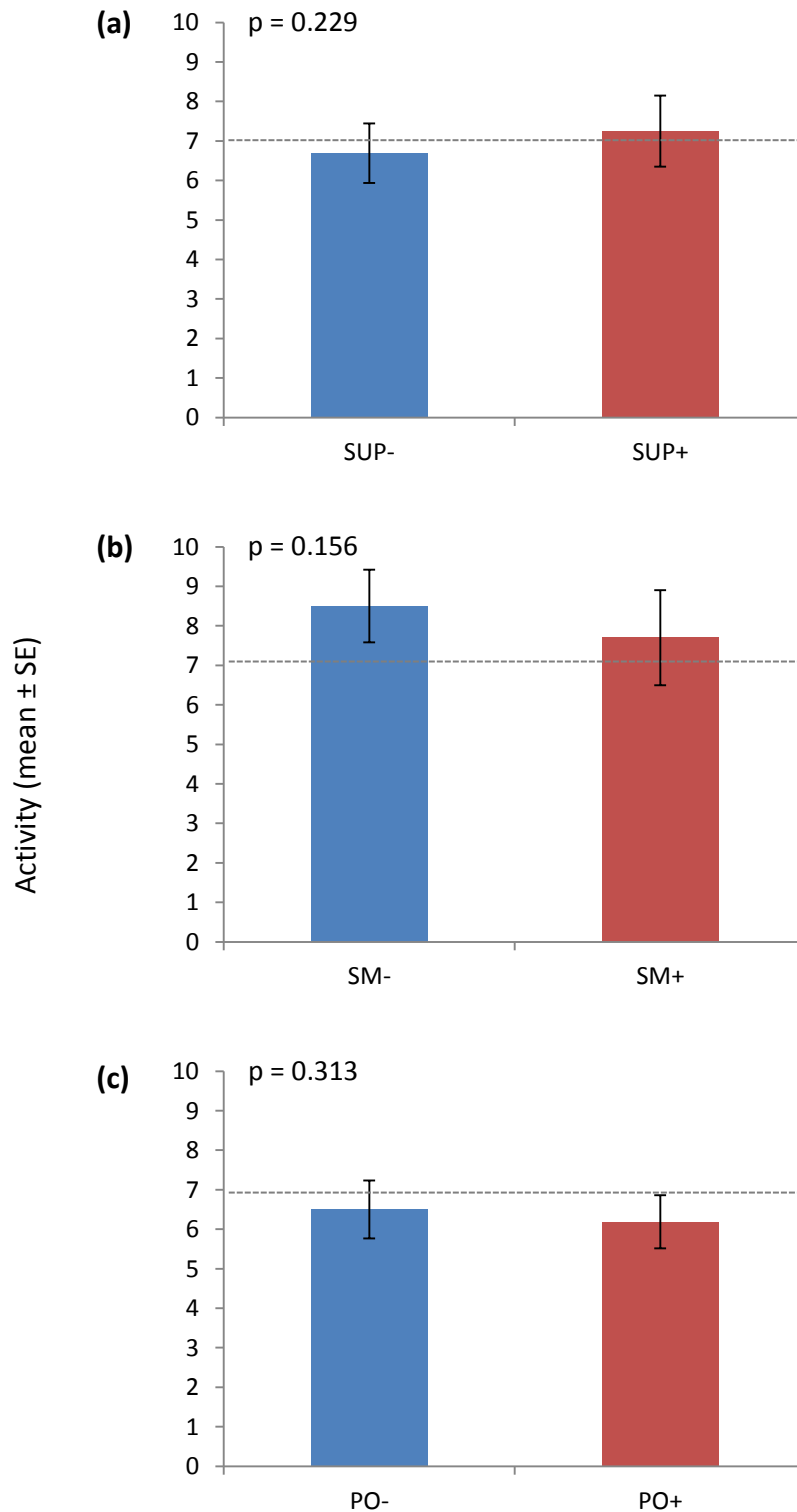 (a)
p = 0.229
10
9
8
7
6
5
4
3
2
1
0
SUP-
SUP+
Activity (mean ± SE)
(b)
p = 0.156
10
9
8
7
6
5
4
3
2
1
0
SM-
SM+
(c)
p = 0.313
10
9
8
7
6
5
4
3
2
1
0
PO-
PO+